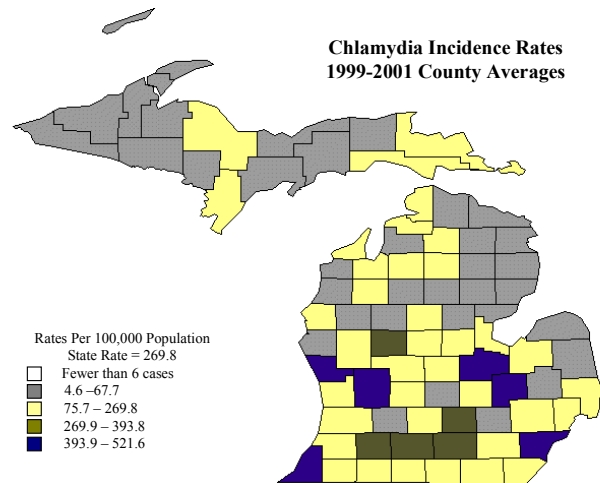 Chlamydia Incidence Rates
1999-2001 County Averages
Rates Per 100,000 Population
State Rate = 269.8
Fewer than 6 cases
4.6 –67.7
75.7 – 269.8
269.9 – 393.8
393.9 – 521.6